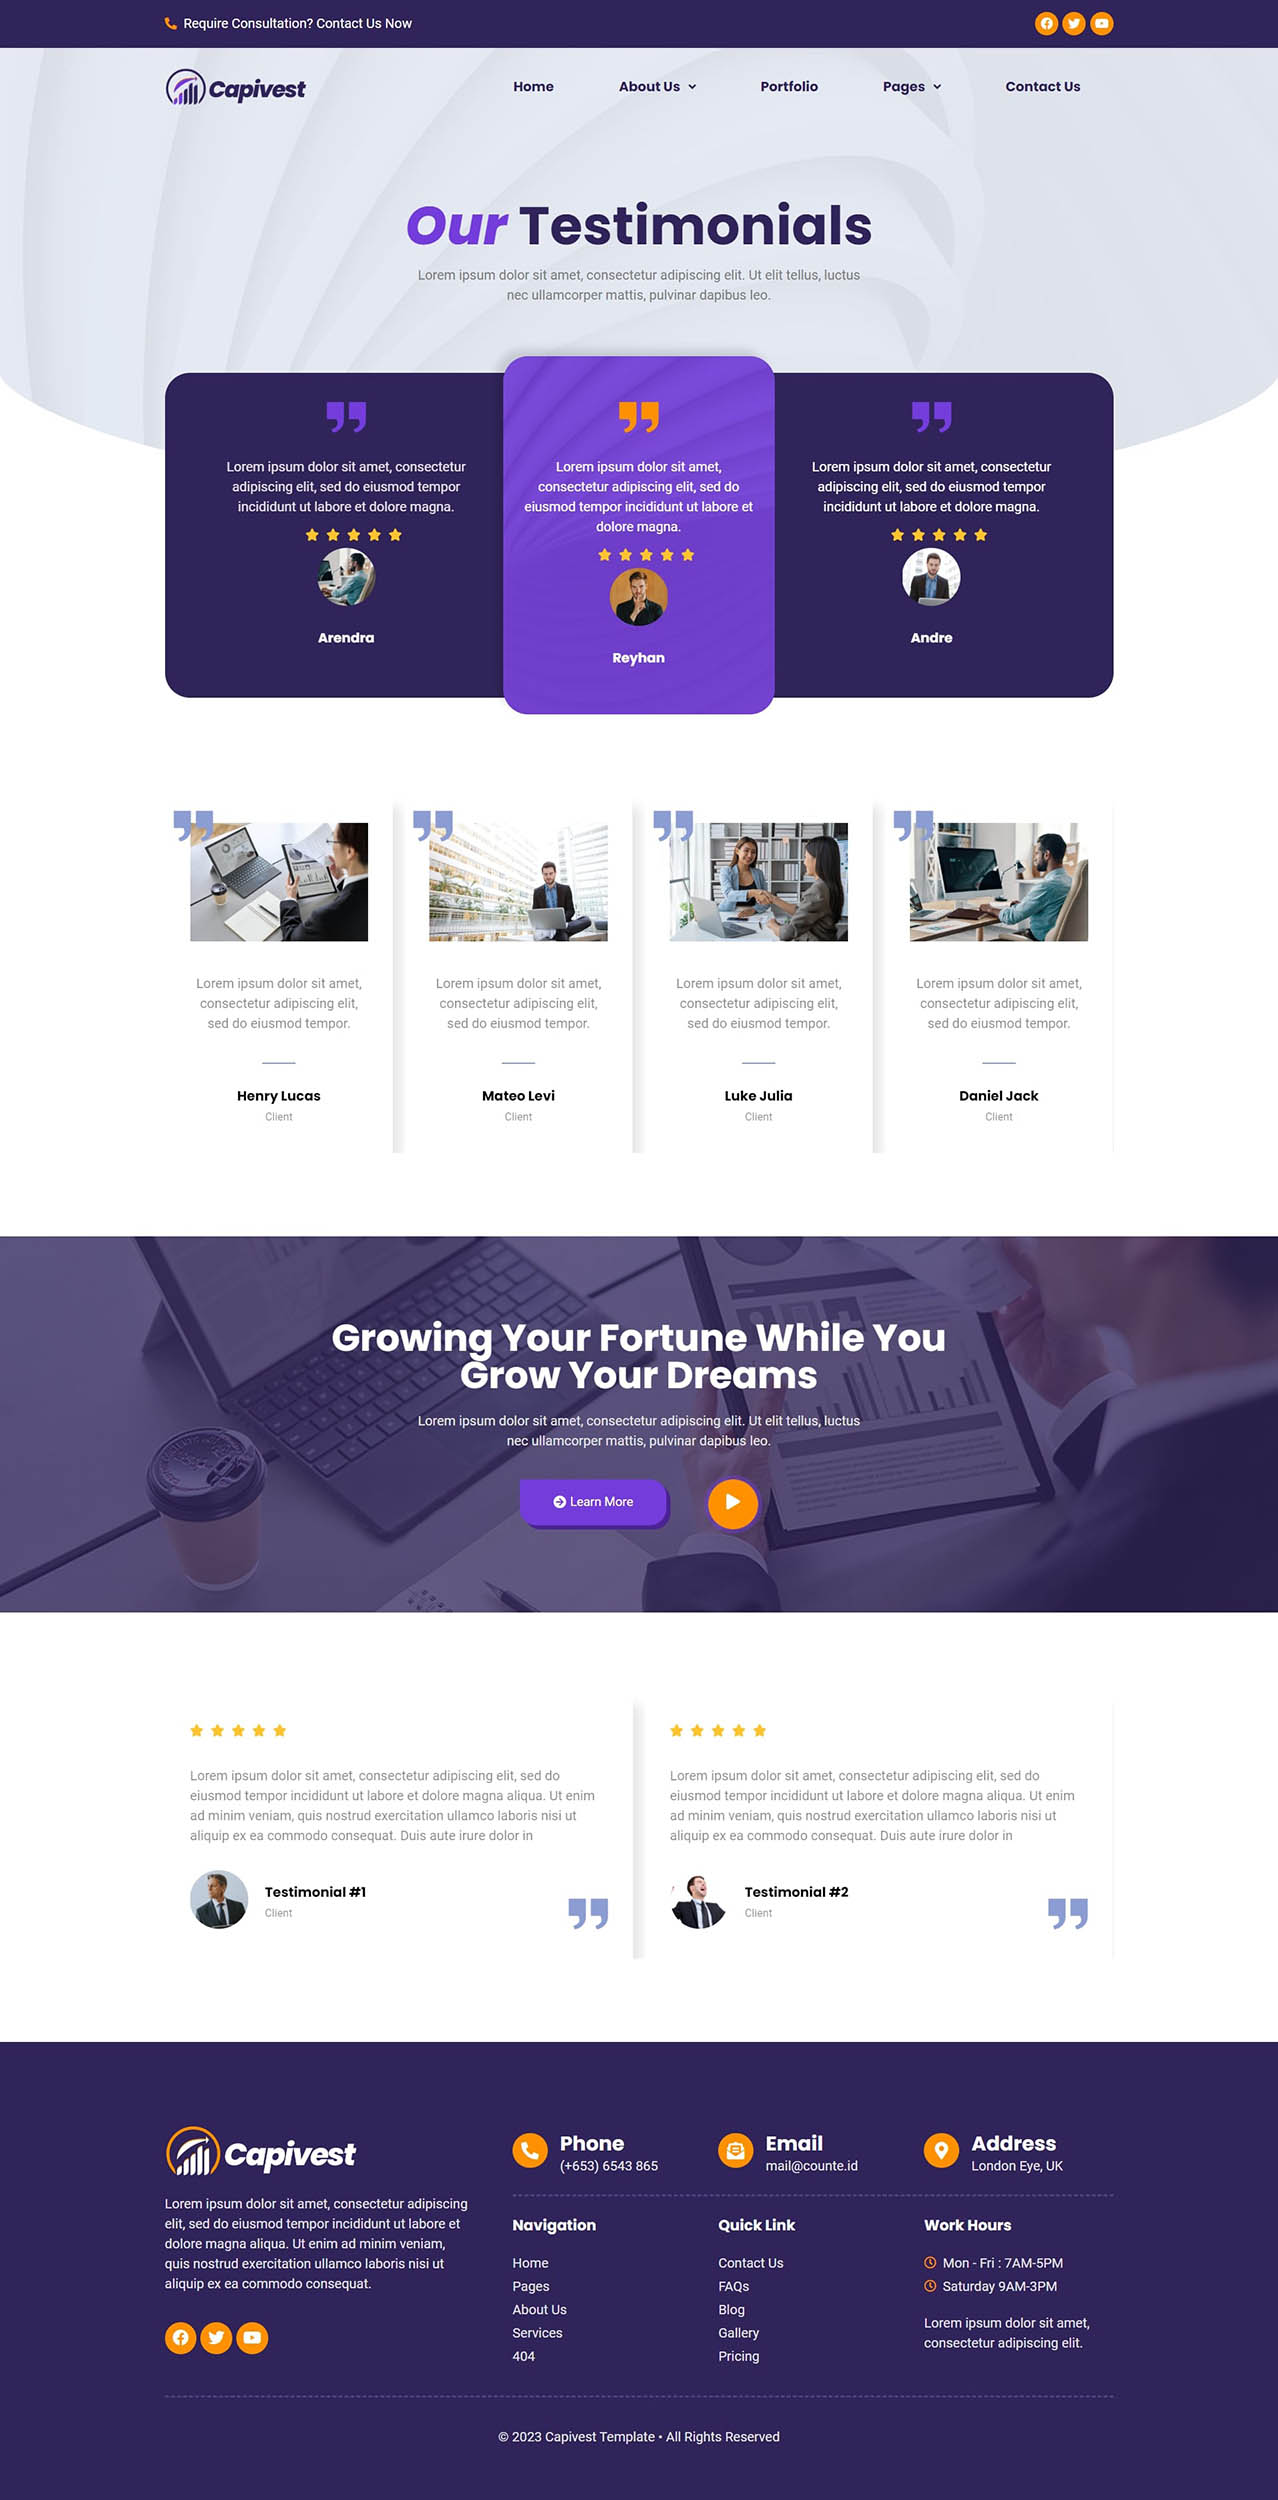 Require Consultation? Contact Us Now
Capivest
Home
About Us
Portfolio
Pages
Contact Us
Our Testimonials
Lorem ipsum dolor sit amet, consectetur adipiscing elit. Ut elit tellus, luctus
nec ullamcorper mattis, pulvinar dapibus leo.
Lorem ipsum dolor sit amet, consectetur
adipiscing elit, sed do eiusmod tempor
incididunt ut labore et dolore magna.
Arendra
Lorem ipsum dolor sit amet,
consectetur adipiscing elit, sed do
eiusmod tempor incididunt ut labore et
dolore magna.
Reyhan
Lorem ipsum dolor sit amet, consectetur
adipiscing elit, sed do eiusmod tempor
incididunt ut labore et dolore magna.
Andre
Lorem ipsum dolor sit amet,
consectetur adipiscing elit,
sed do eiusmod tempor.
Henry Lucas
Client
Lorem ipsum dolor sit amet,
consectetur adipiscing elit,
sed do eiusmod tempor.
Mateo Levi
Client
Lorem ipsum dolor sit amet,
consectetur adipiscing elit,
sed do eiusmod tempor.
Luke Julia
Client
Lorem ipsum dolor sit amet,
consectetur adipiscing elit,
sed do eiusmod tempor.
Daniel Jack
Client
Growing Your Fortune While You
Grow Your Dreams
Lorem ipsum dolor sit amet, consectetur adipiscing elit. Ut elit tellus, luctus
nec ullamcorper mattis, pulvinar dapibus leo.
Learn More
Lorem ipsum dolor sit amet, consectetur adipiscing elit, sed do
eiusmod tempor incididunt ut labore et dolore magna aliqua. Ut enim
ad minim veniam, quis nostrud exercitation ullamco laboris nisi ut
aliquip ex ea commodo consequat. Duis aute irure dolor in
Testimonial #1
Client
Lorem ipsum dolor sit amet, consectetur adipiscing elit, sed do
eiusmod tempor incididunt ut labore et dolore magna aliqua. Ut enim
ad minim veniam, quis nostrud exercitation ullamco laboris nisi ut
aliquip ex ea commodo consequat. Duis aute irure dolor in
Testimonial #2
Client
Capivest
Lorem ipsum dolor sit amet, consectetur adipiscing
elit, sed do eiusmod tempor incididunt ut labore et
dolore magna aliqua. Ut enim ad minim veniam,
quis nostrud exercitation ullamco laboris nisi ut
aliquip ex ea commodo consequat.
Phone
(+653) 6543 865
Email
mail@counte.id
Address
London Eye, UK
Navigation
Home
Pages
About Us
Services
404
Quick Link
Contact Us
FAQs
Blog
Gallery
Pricing
Work Hours
Mon - Fri : 7AM-5PM
Saturday 9AM-3PM
Lorem ipsum dolor sit amet,
consectetur adipiscing elit.
© 2023 Capivest Template • All Rights Reserved